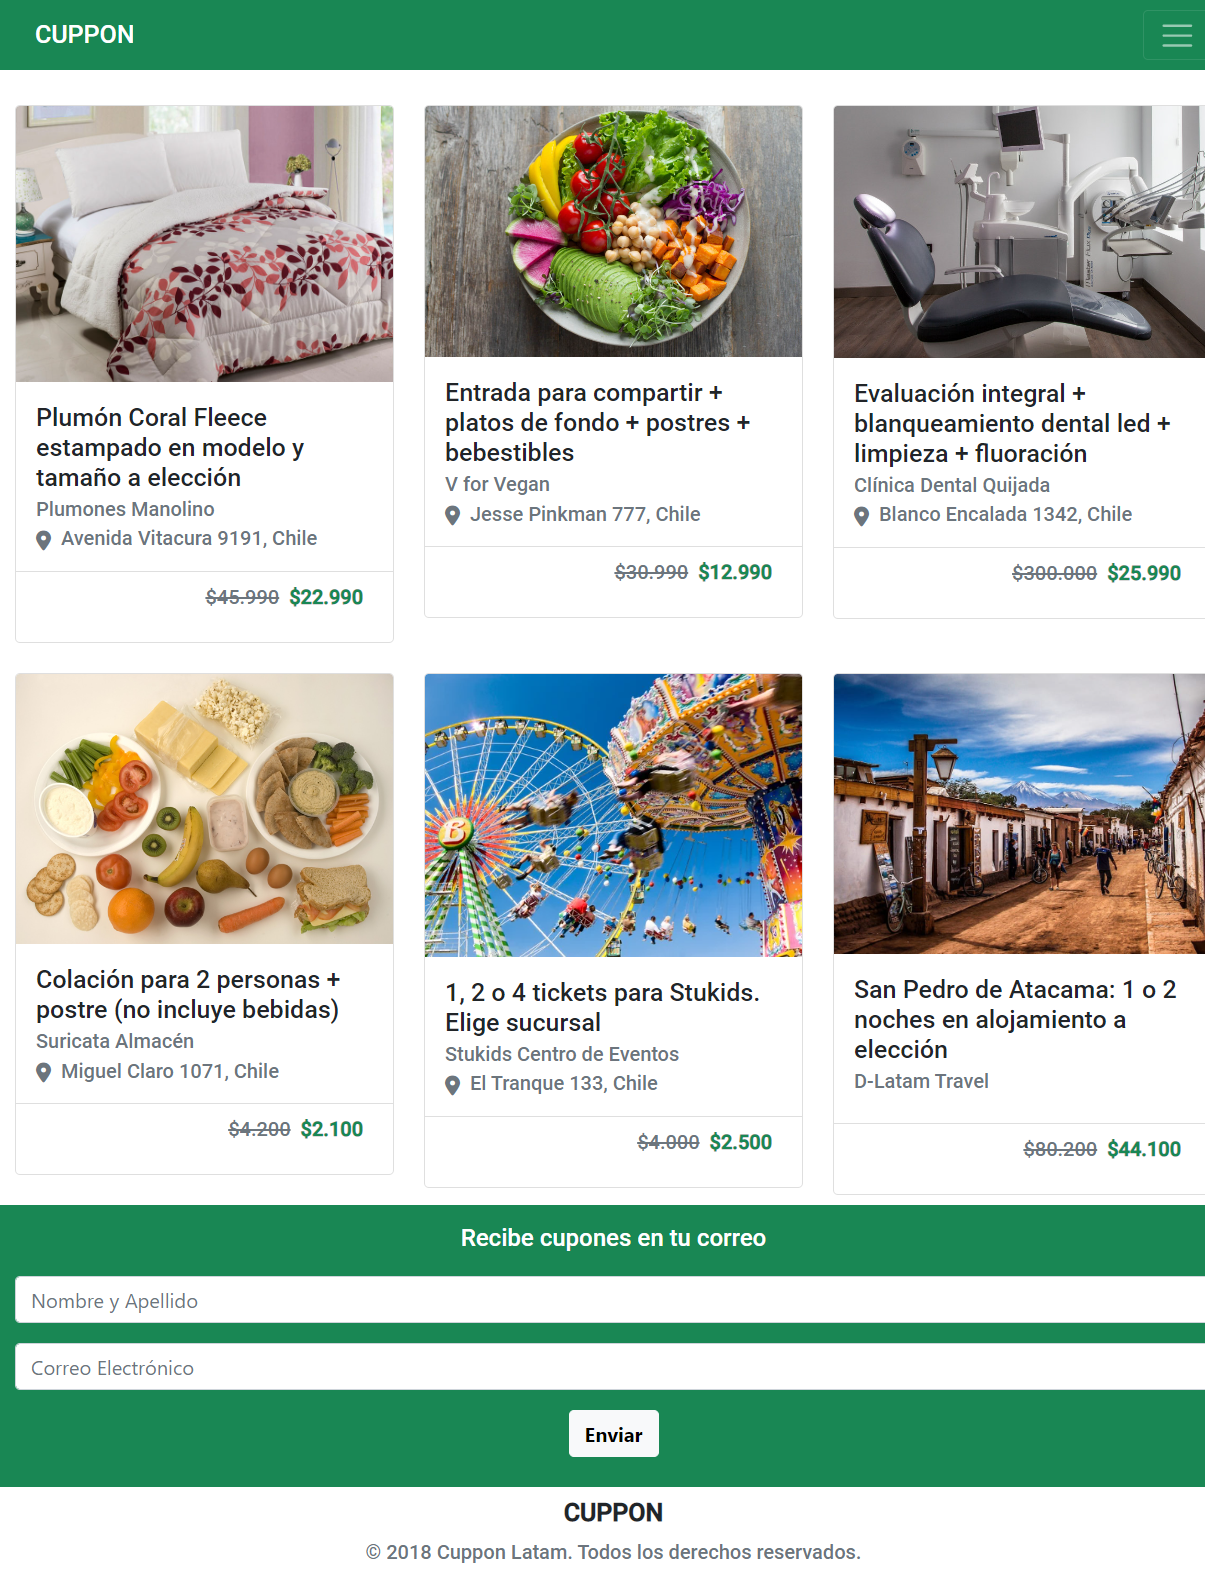 CUPPON
Plumón Coral Fleece
estampado en modelo y
tamaño a elección
Plumones Manolino
Avenida Vitacura 9191, Chile
$45.990 $22.990
Entrada para compartir +
platos de fondo + postres +
bebestibles
V for Vegan
Jesse Pinkman 777, Chile
$30.990 $12.990
Evaluación integral +
blanqueamiento dental led +
limpieza + fluoración
Clínica Dental Quijada
Blanco Encalada 1342, Chile
$300.000 $25.990
Colación para 2 personas +
postre (no incluye bebidas)
Suricata Almacén
Miguel Claro 1071, Chile
$4.200 $2.100
1, 2 o 4 tickets para Stukids.
Elige sucursal
Stukids Centro de Eventos
El Tranque 133, Chile
$4.000 $2.500
San Pedro de Atacama: 1 o 2
noches en alojamiento a
elección
D-Latam Travel
$80.200 $44.100
Recibe cupones en tu correo
Nombre y Apellido
Correo Electrónico
Enviar
CUPPON
© 2018 Cuppon Latam. Todos los derechos reservados.